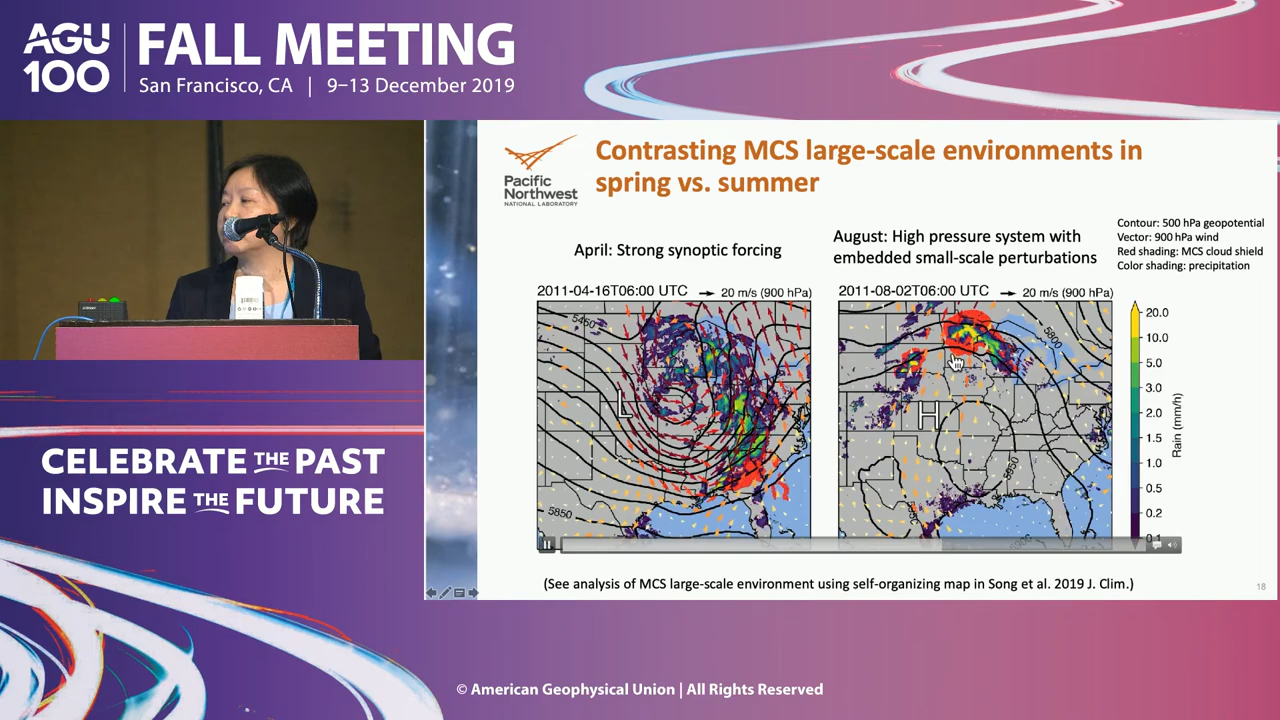 AGU
100
FALL MEETING
San Francisco, CA | 9–13 December 2019
Pacific
Northwest
NATIONAL LABORATORY
Contrasting MCS large-scale environments in
spring vs. summer
Contour: 500 hPa geopotential
Vector: 900 hPa wind
Red shading: MCS cloud shield
Color shading: precipitation
April: Strong synoptic forcing
August: High pressure system with
embedded small-scale perturbations
2011-04-16T06:00 UTC
20 m/s (900 hPa)
2011-08-02T06:00 UTC
20 m/s (900 hPa)
5450
L
5850
5800
H
5950
20.0
10.0
5.0
3.0
2.0
1.5
1.0
0.5
0.2
0.1
Rain (mm/h)
(See analysis of MCS large-scale environment using self-organizing map in Song et al. 2019 J. Clim.)
18
CELEBRATE THE PAST
INSPIRE THE FUTURE
© American Geophysical Union | All Rights Reserved